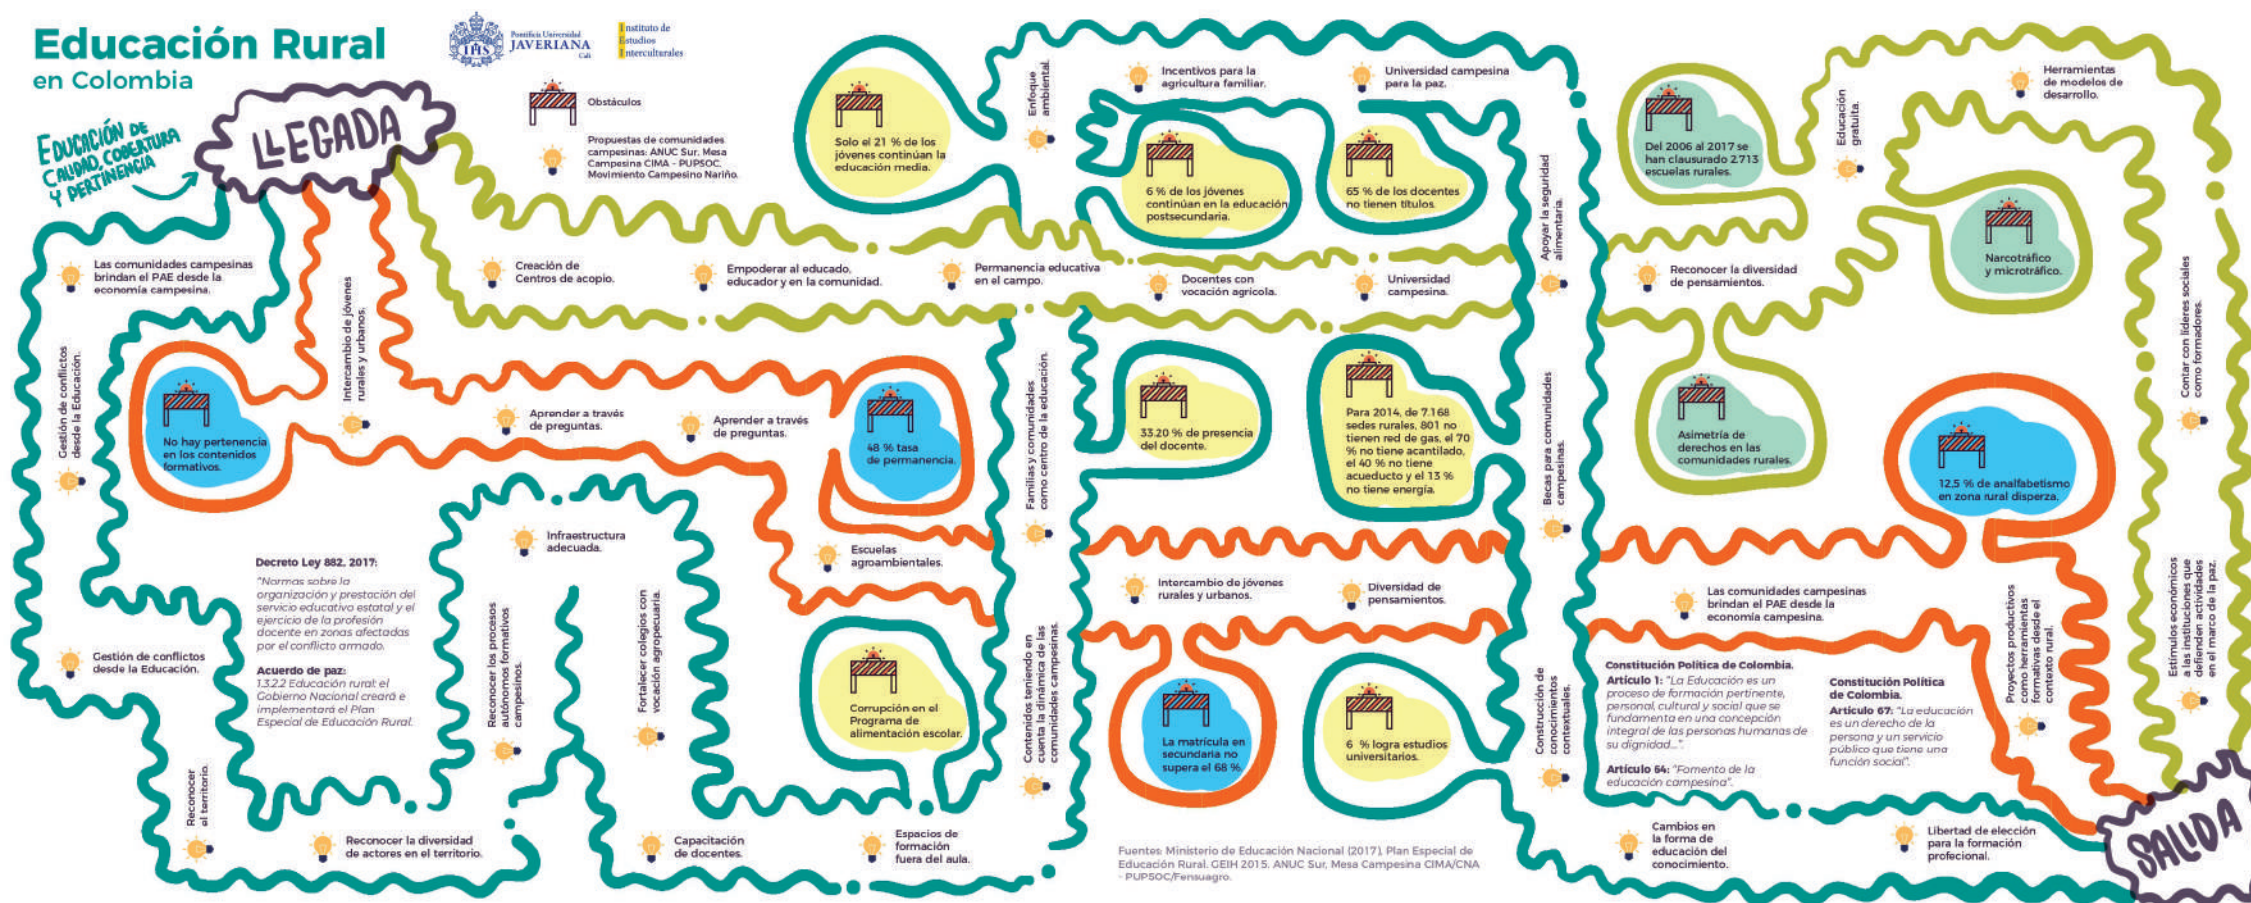 Educación Rural
en Colombia
Pontificia Universidad
JAVERIANA
Cali
Instituto de
Estudios
Interculturales
EDUCACIÓN DE
CALIDAD, COBERTURA
Y PERTINENCIA
LLEGADA
Obstáculos
Propuestas de comunidades
campesinas: ANUC Sur, Mesa
Campesina CIMA - PUPSOC,
Movimiento Campesino Nariño.
Solo el 21 % de los
jóvenes continúan la
educación media.
Enfoque
ambiental.
Incentivos para la
agricultura familiar.
Universidad campesina
para la paz.
6 % de los jóvenes
continúan en la educación
postsecundaria.
65 % de los docentes
no tienen títulos.
Apoyar la seguridad
alimentaria.
Del 2006 al 2017 se
han clausurado 2.713
escuelas rurales.
Educación
gratuita.
Herramientas
de modelos de
desarrollo.
Narcotráfico
y microtráfico.
Las comunidades campesinas
brindan el PAE desde la
economía campesina.
Intercambio de jóvenes
rurales y urbanos.
Creación de
Centros de acopio.
Empoderar al educado,
educador y en la comunidad.
Permanencia educativa
en el campo.
Docentes con
vocación agrícola.
Universidad
campesina.
Reconocer la diversidad
de pensamientos.
Contar con líderes sociales
como formadores.
Gestión de conflictos
desde la Educación.
No hay pertenencia
en los contenidos
formativos.
Aprender a través
de preguntas.
Aprender a través
de preguntas.
48 % tasa
de permanencia.
Familias y comunidades
como centro de la educación.
33.20 % de presencia
del docente.
Para 2014, de 7.168
sedes rurales, 801 no
tienen red de gas, el 70
% no tiene acantilado,
el 40 % no tiene
acueducto y el 13 %
no tiene energía.
Becas para comunidades
campesinas.
Asimetría de
derechos en las
comunidades rurales.
12,5 % de analfabetismo
en zona rural disperza.
Decreto Ley 882, 2017:
"Normas sobre la
organización y prestación del
servicio educativo estatal y el
ejercicio de la profesión
docente en zonas afectadas
por el conflicto armado.
Acuerdo de paz:
1.3.2.2 Educación rural: el
Gobierno Nacional creará e
implementará el Plan
Especial de Educación Rural.
Infraestructura
adecuada.
Escuelas
agroambientales.
Reconocer los procesos
autónomos formativos
campesinos.
Fortalecer colegios con
vocación agropecuaria.
Corrupción en el
Programa de
alimentación escolar.
Contenidos teniendo en
cuenta la dinámica de las
comunidades campesinas.
Intercambio de jóvenes
rurales y urbanos.
Diversidad de
pensamientos.
La matrícula en
secundaria no
supera el 68 %.
6 % logra estudios
universitarios.
Construcción de
conocimientos
contextuales.
Las comunidades campesinas
brindan el PAE desde la
economía campesina.
Constitución Política de Colombia.
Artículo 1: "La Educación es un
proceso de formación pertinente,
personal, cultural y social que se
fundamenta en una concepción
integral de las personas humanas de
su dignidad...".
Artículo 64: "Fomento de la
educación campesina".
Constitución Política
de Colombia.
Artículo 67: "La educación
es un derecho de la
persona y un servicio
público que tiene una
función social".
Proyectos productivos
como herramientas
formativas desde el
contexto rural.
Estímulos económicos
a las instituciones que
defienden actividades
en el marco de la paz.
Gestión de conflictos
desde la Educación.
Reconocer
el territorio.
Reconocer la diversidad
de actores en el territorio.
Capacitación
de docentes.
Espacios de
formación
fuera del aula.
Fuentes: Ministerio de Educación Nacional (2017), Plan Especial de
Educación Rural. GEIH 2015. ANUC Sur, Mesa Campesina CIMA/CNA
- PUPSOC/Fensuagro.
Cambios en
la forma de
educación del
conocimiento.
Libertad de elección
para la formación
profecional.
SALIDA